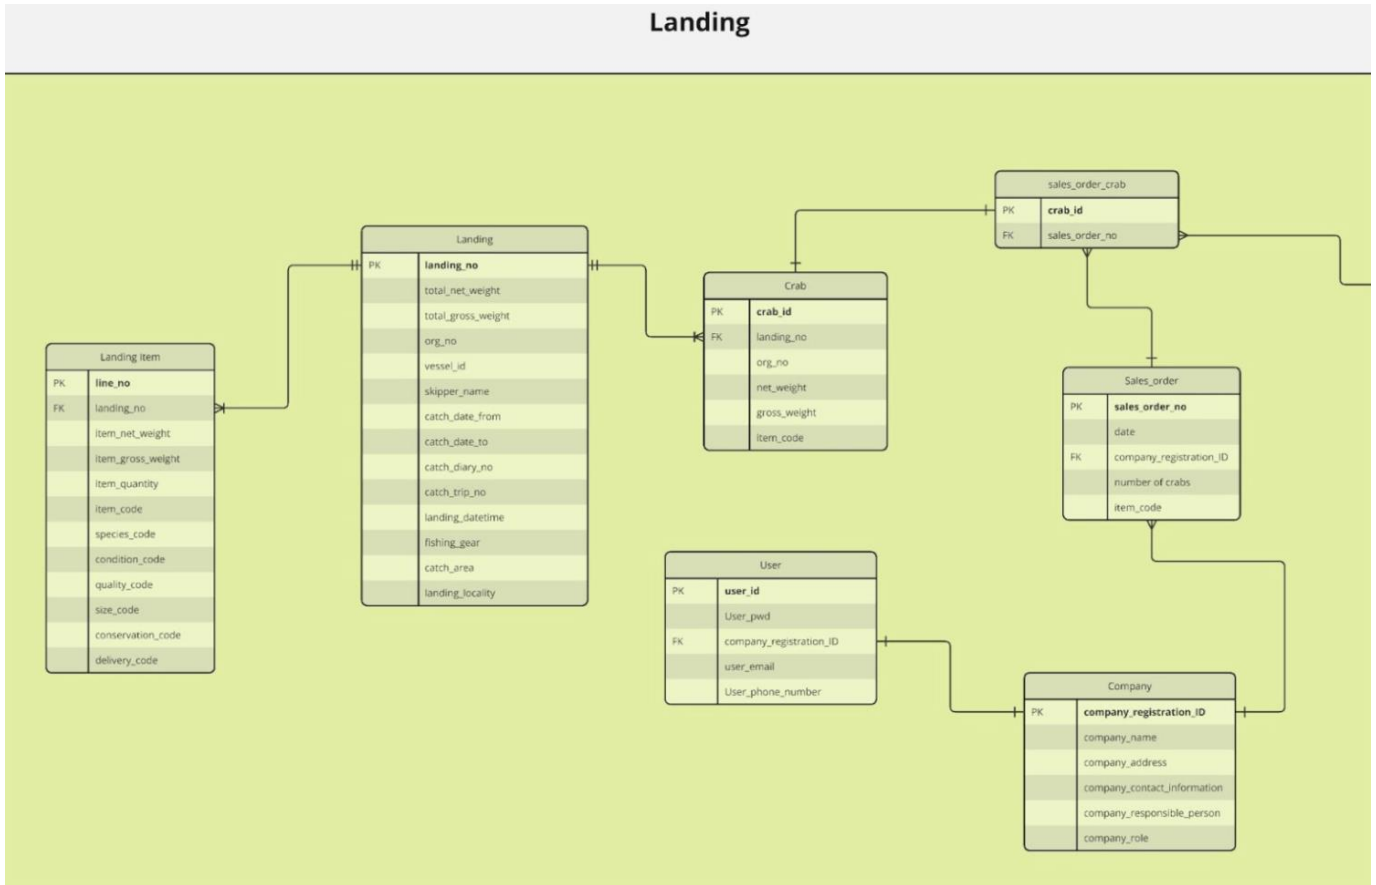 Landing
sales_order_crab
PK crab_id
FK sales_order_no
Landing
PK landing_no
total_net_weight
total_gross_weight
org_no
vessel_id
skipper_name
catch_date_from
catch_date_to
catch_diary_no
catch_trip_no
landing_datetime
fishing_gear
catch_area
landing_locality
Crab
PK crab_id
FK landing_no
org_no
net_weight
gross_weight
item_code
Landing item
PK line_no
FK landing_no
item_net_weight
item_gross_weight
item_quantity
item_code
species_code
condition_code
quality_code
size_code
conservation_code
delivery_code
Sales_order
PK sales_order_no
date
FK company_registration_ID
number of crabs
item_code
User
PK user_id
User_pwd
FK company_registration_ID
user_email
User_phone_number
Company
PK company_registration_ID
company_name
company_address
company_contact_information
company_responsible_person
company_role